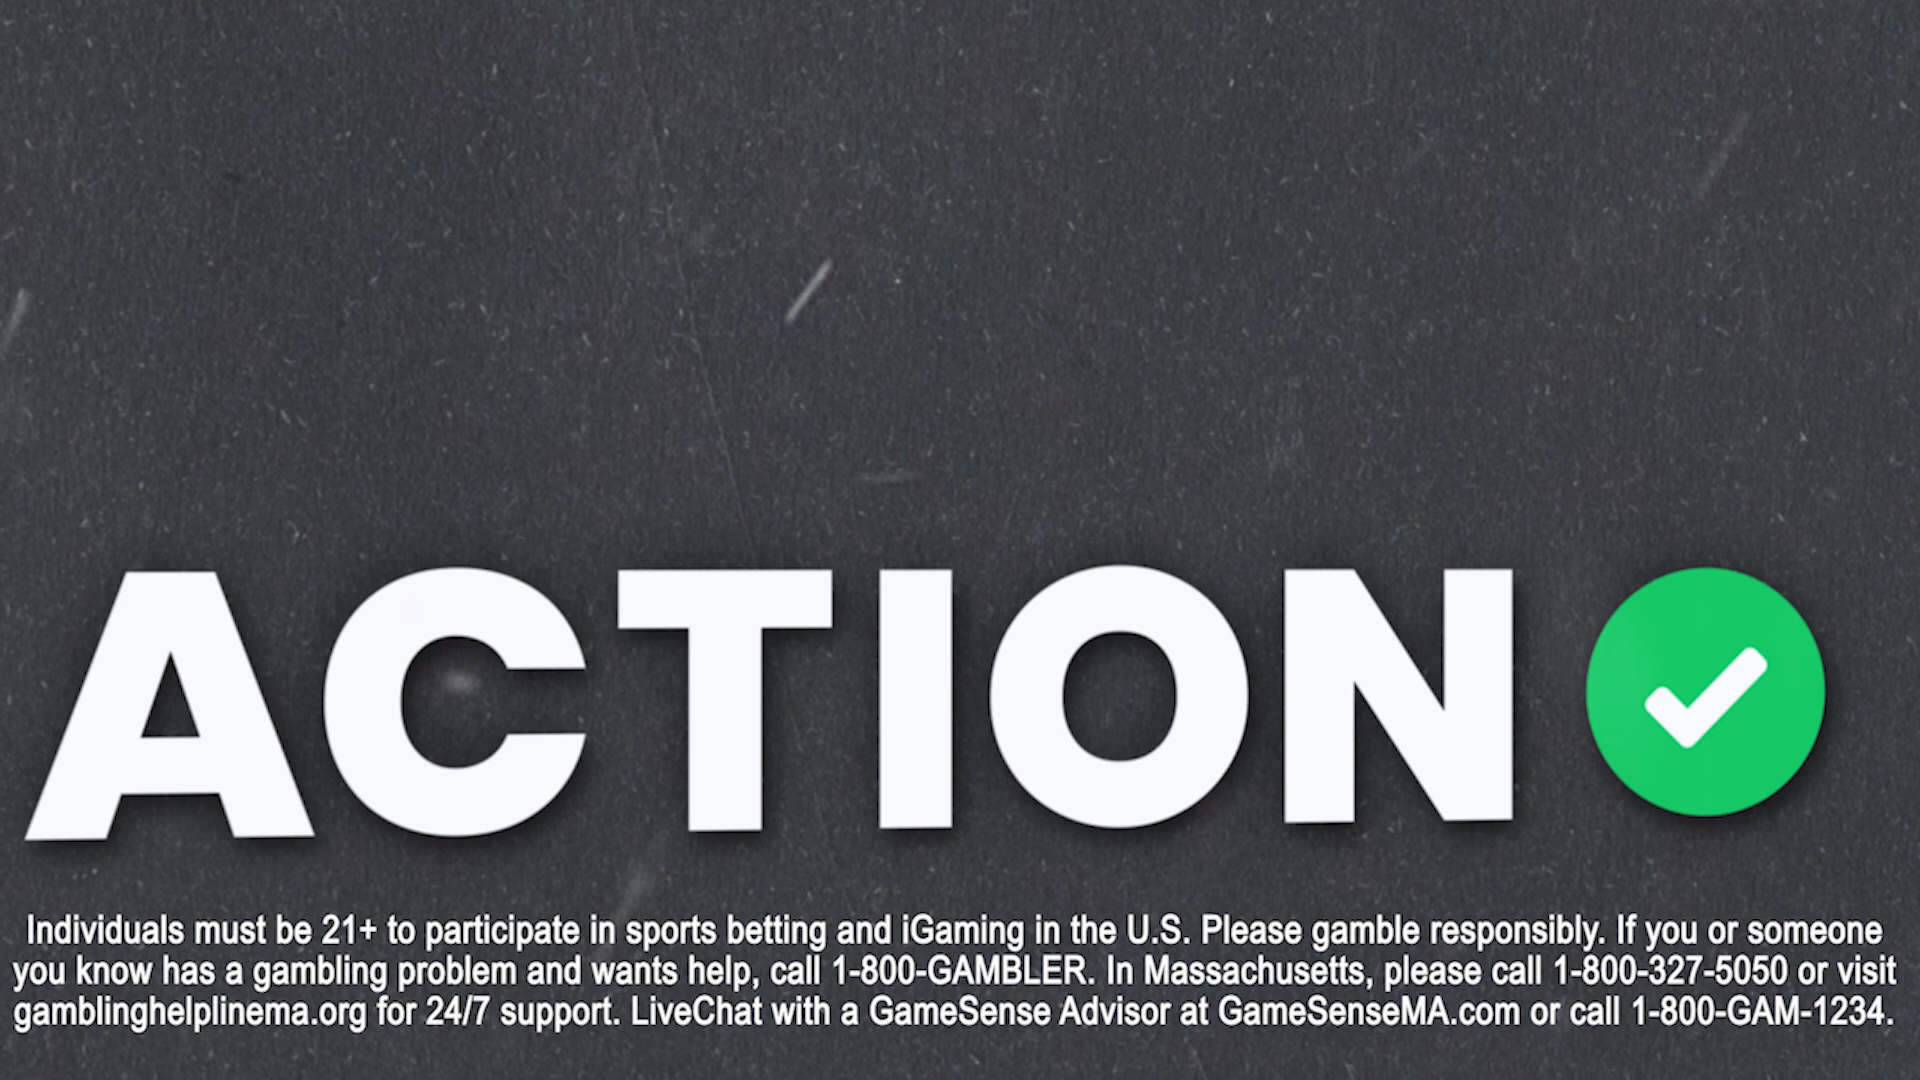 ACTION
Individuals must be 21+ to participate in sports betting and iGaming in the U.S. Please gamble responsibly. If you or someone
you know has a gambling problem and wants help, call 1-800-GAMBLER. In Massachusetts, please call 1-800-327-5050 or visit
gamblinghelplinema.org for 24/7 support. LiveChat with a GameSense Advisor at GameSenseMA.com or call 1-800-GAM-1234.